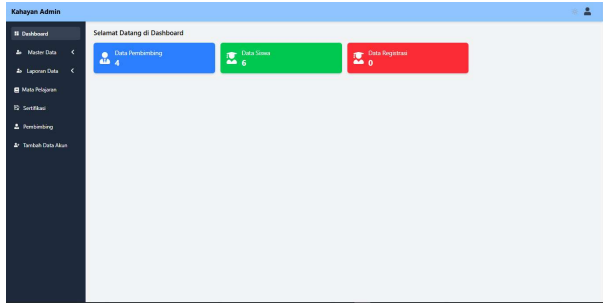 Kahayan Admin
Dashboard
Selamat Datang di Dashboard
Master Data
Data Pembimbing
4
Data Siswa
6
Data Registrasi
0
Laporan Data
Mata Pelajaran
Sertifikasi
Pembimbing
Tambah Data Akun